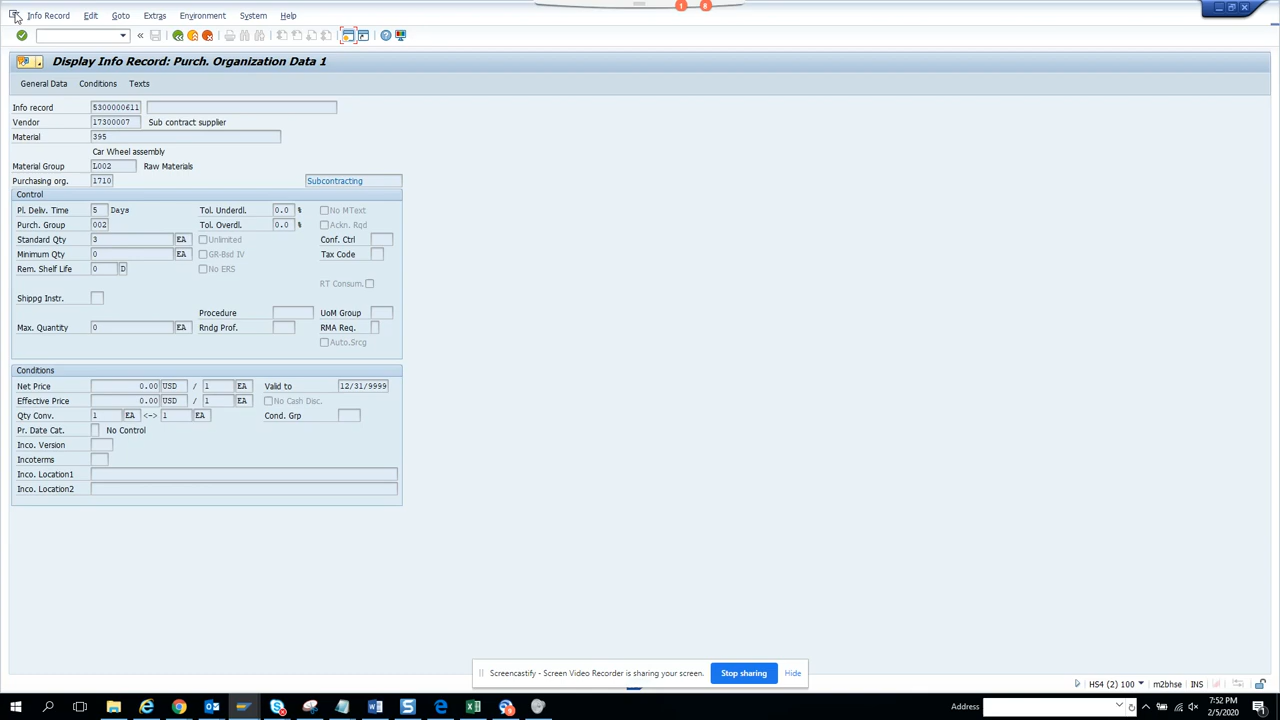 1 8
Info Record Edit Goto Extras Environment System Help
Display Info Record: Purch. Organization Data 1
General Data Conditions Texts
Info record 5300000611
Vendor 17300007 Sub contract supplier
Material 395
Car Wheel assembly
Material Group L002 Raw Materials
Purchasing org. 1710 Subcontracting
Control
Pl. Deliv. Time 5 Days Tol. Underdl. 0.0 % No MText
Purch. Group 002 Tol. Overdl. 0.0 % Ackn. Rqd
Standard Qty 3 EA Unlimited Conf. Ctrl
Minimum Qty 0 EA GR-Bsd IV Tax Code
Rem. Shelf Life 0 D No ERS
RT Consum.
Shippg Instr.
Procedure UoM Group
Max. Quantity 0 EA Rndg Prof. RMA Req.
Auto.Srcg
Conditions
Net Price 0.00 USD / 1 EA Valid to 12/31/9999
Effective Price 0.00 USD / 1 EA No Cash Disc.
Qty Conv. 1 EA <-> 1 EA Cond. Grp
Pr. Date Cat. No Control
Inco. Version
Incoterms
Inco. Location1
Inco. Location2
Screencastify - Screen Video Recorder is sharing your screen. Stop sharing Hide
HS4 (2) 100 m2bhse INS
Address 7:52 PM
2/5/2020